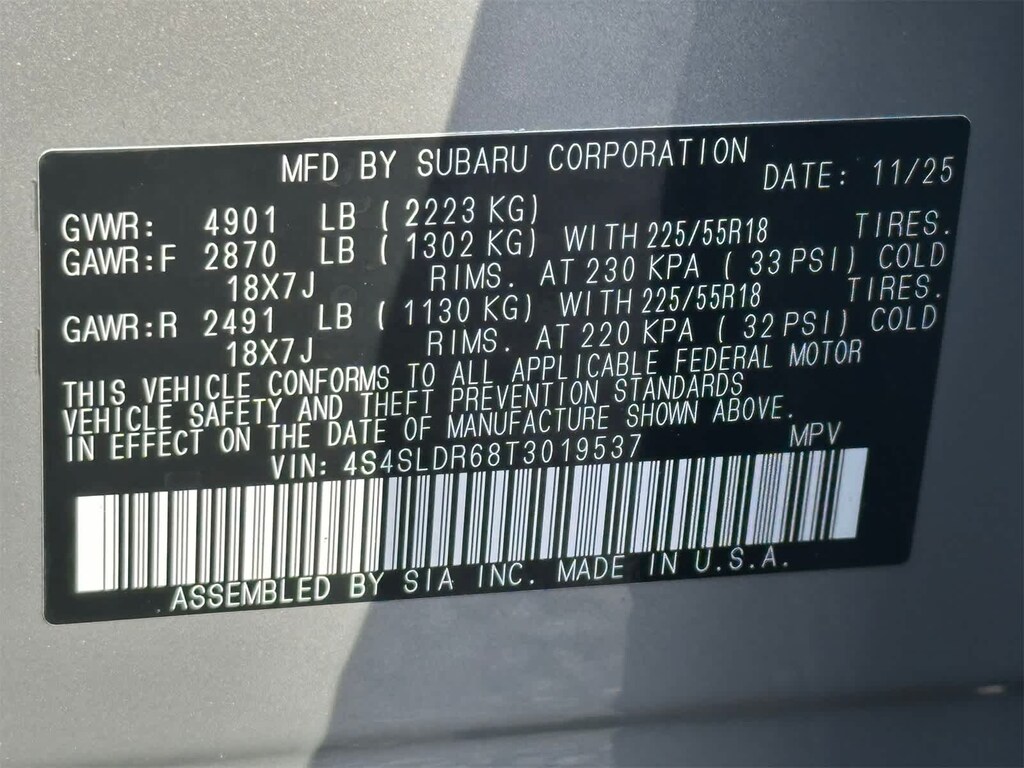 MFD BY SUBARU CORPORATION DATE: 11/25
GVWR: 4901 LB ( 2223 KG)
GAWR:F 2870 LB ( 1302 KG) WITH 225/55R18 TIRES.
18X7J RIMS. AT 230 KPA ( 33 PSI) COLD
GAWR:R 2491 LB ( 1130 KG) WITH 225/55R18 TIRES.
18X7J RIMS. AT 220 KPA ( 32 PSI) COLD
THIS VEHICLE CONFORMS TO ALL APPLICABLE FEDERAL MOTOR
VEHICLE SAFETY AND THEFT PREVENTION STANDARDS
IN EFFECT ON THE DATE OF MANUFACTURE SHOWN ABOVE.
VIN: 4S4SLDR68T3019537 MPV
ASSEMBLED BY SIA INC. MADE IN U.S.A.